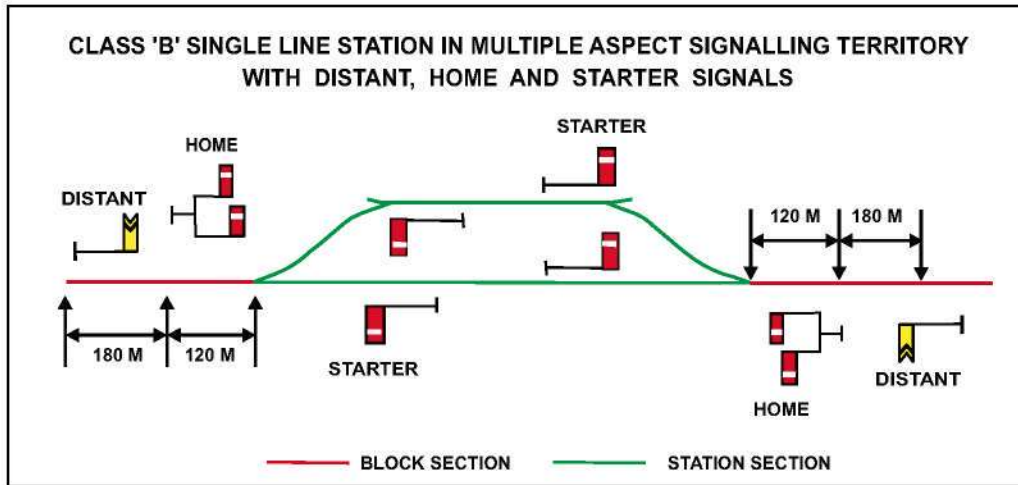 CLASS 'B' SINGLE LINE STATION IN MULTIPLE ASPECT SIGNALLING TERRITORY
WITH DISTANT, HOME AND STARTER SIGNALS
STARTER
HOME
DISTANT
120 M
180 M
180 M
120 M
STARTER
DISTANT
HOME
BLOCK SECTION
STATION SECTION